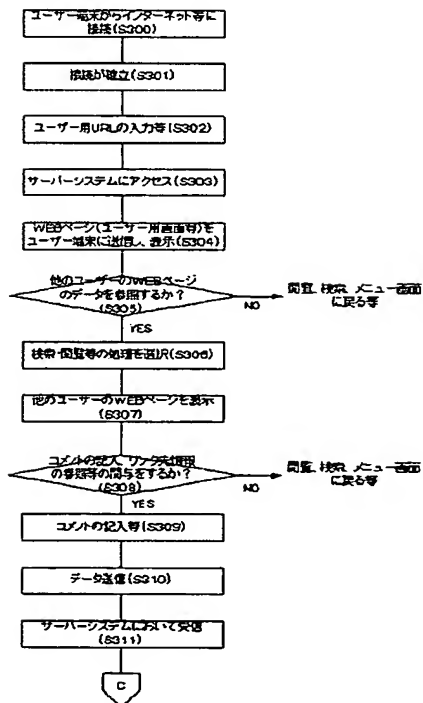 ユーザー端末からインターネット等に
接続(S300)
接続が確立(S301)
ユーザー用URLの入力等(S302)
サーバーシステムにアクセス(S303)
WEBページ(ユーザー用画面等)を
ユーザー端末に送信し、表示(S304)
他のユーザーのWEBページ
のデータを参照するか?
(S305)
NO
閲覧、検索、メニュー画面
に戻る等
YES
検索・閲覧等の処理を選択(S306)
他のユーザーのWEBページを表示
(S307)
コメントの記入、リンク先情報
の参照等の関与をするか?
(S308)
NO
閲覧、検索、メニュー画面
に戻る等
YES
コメントの記入等(S309)
データ送信(S310)
サーバーシステムにおいて受信
(S311)
C